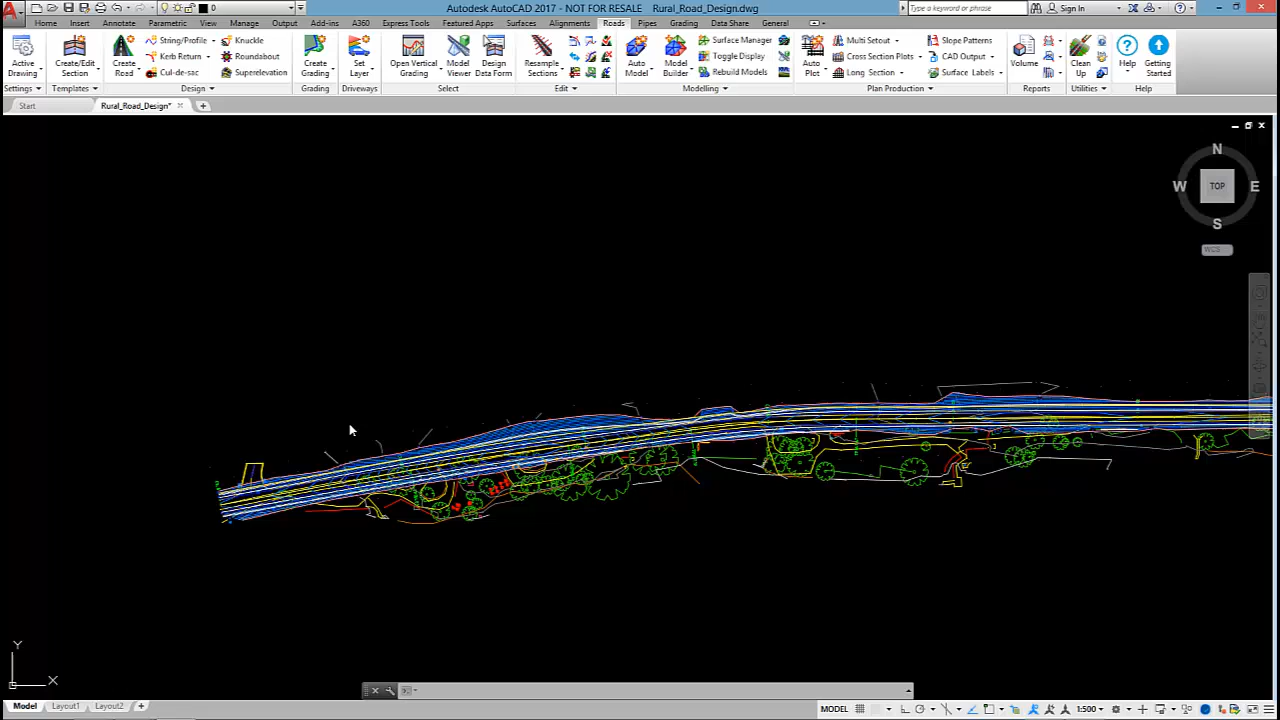 0
Autodesk AutoCAD 2017 - NOT FOR RESALE Rural_Road_Design.dwg
Type a keyword or phrase
Sign In
Home Insert Annotate Parametric View Manage Output Add-ins A360 Express Tools Featured Apps Surfaces Alignments Roads Pipes Grading Data Share General
Active Drawing
Create/Edit Section
Create Road
String/Profile
Kerb Return
Cul-de-sac
Knuckle
Roundabout
Superelevation
Create Grading
Set Layer
Open Vertical Grading
Model Viewer
Design Data Form
Resample Sections
Auto Model
Model Builder
Surface Manager
Toggle Display
Rebuild Models
Auto Plot
Multi Setout
Cross Section Plots
Long Section
Slope Patterns
CAD Output
Surface Labels
Volume
Clean Up
Help
Getting Started
Settings Templates Design Grading Driveways Select Edit Modelling Plan Production Reports Utilities Help
Start Rural_Road_Design*
N
W TOP E
S
WCS
Y
X
Model Layout1 Layout2
MODEL 1:500